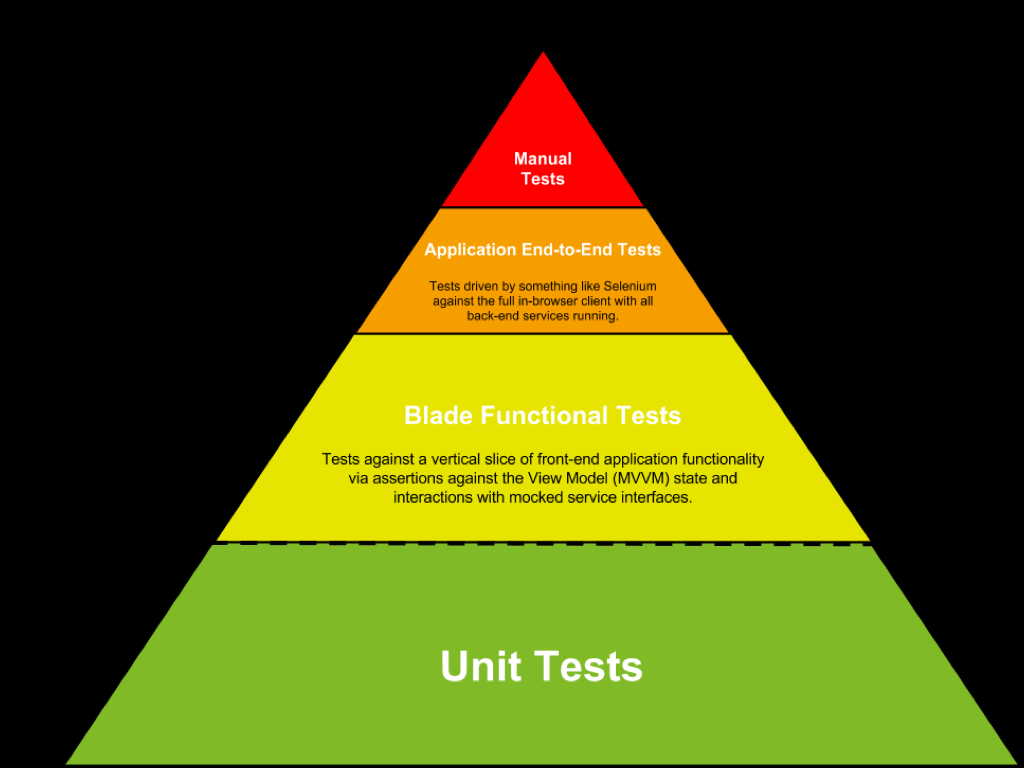 Manual
Tests
Application End-to-End Tests
Tests driven by something like Selenium
against the full in-browser client with all
back-end services running.
Blade Functional Tests
Tests against a vertical slice of front-end application functionality
via assertions against the View Model (MVVM) state and
interactions with mocked service interfaces.
Unit Tests